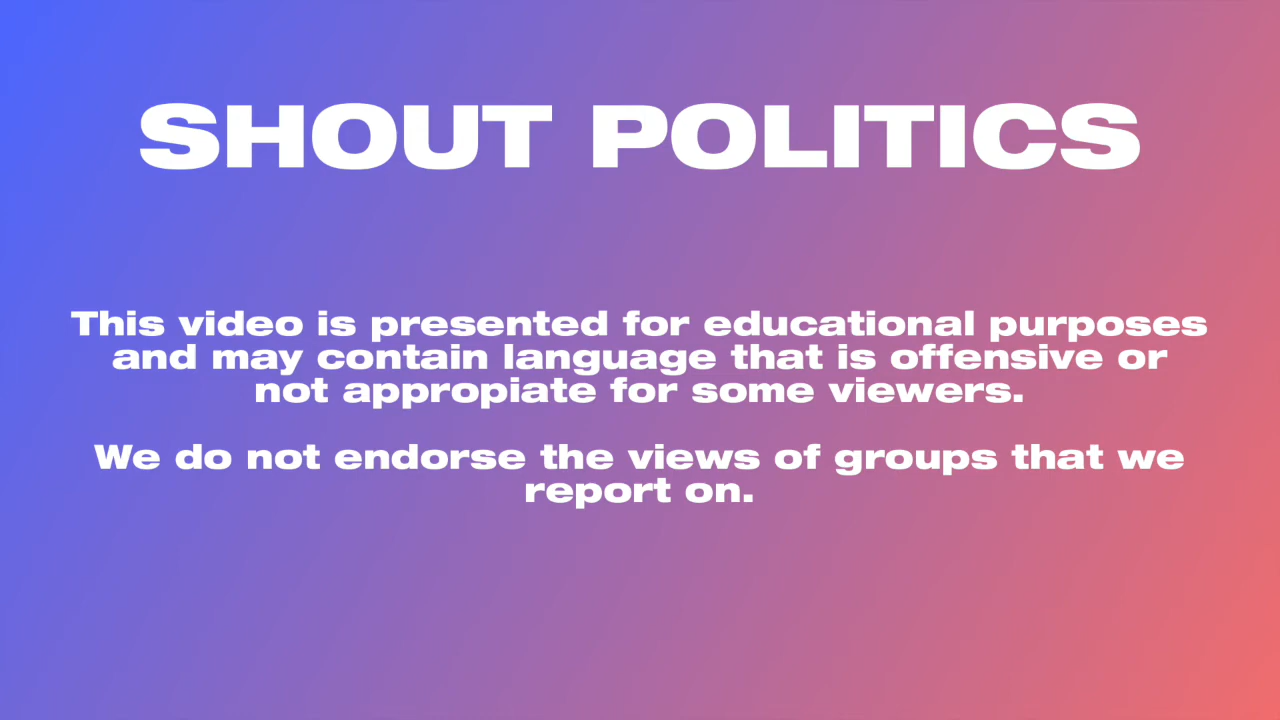 SHOUT POLITICS
This video is presented for educational purposes
and may contain language that is offensive or
not appropiate for some viewers.
We do not endorse the views of groups that we
report on.